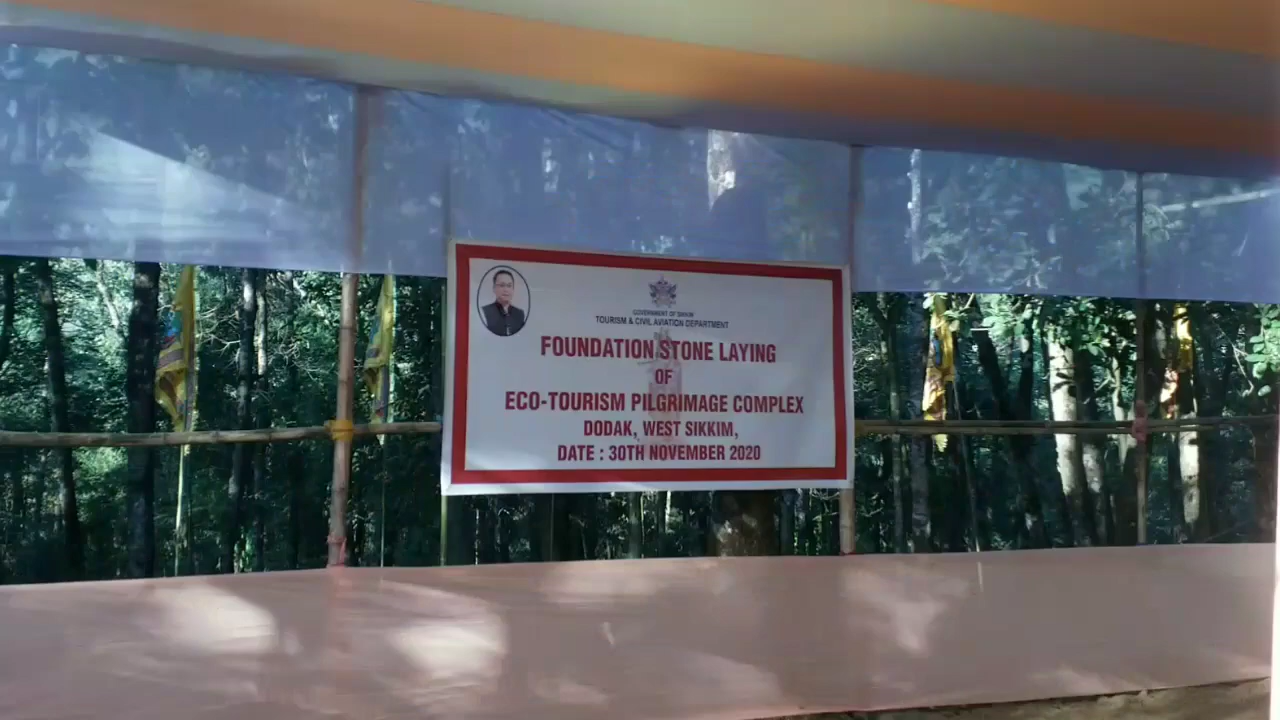 GOVERNMENT OF SIKKIM
TOURISM & CIVIL AVIATION DEPARTMENT
FOUNDATION STONE LAYING
OF
ECO-TOURISM PILGRIMAGE COMPLEX
DODAK, WEST SIKKIM,
DATE : 30TH NOVEMBER 2020